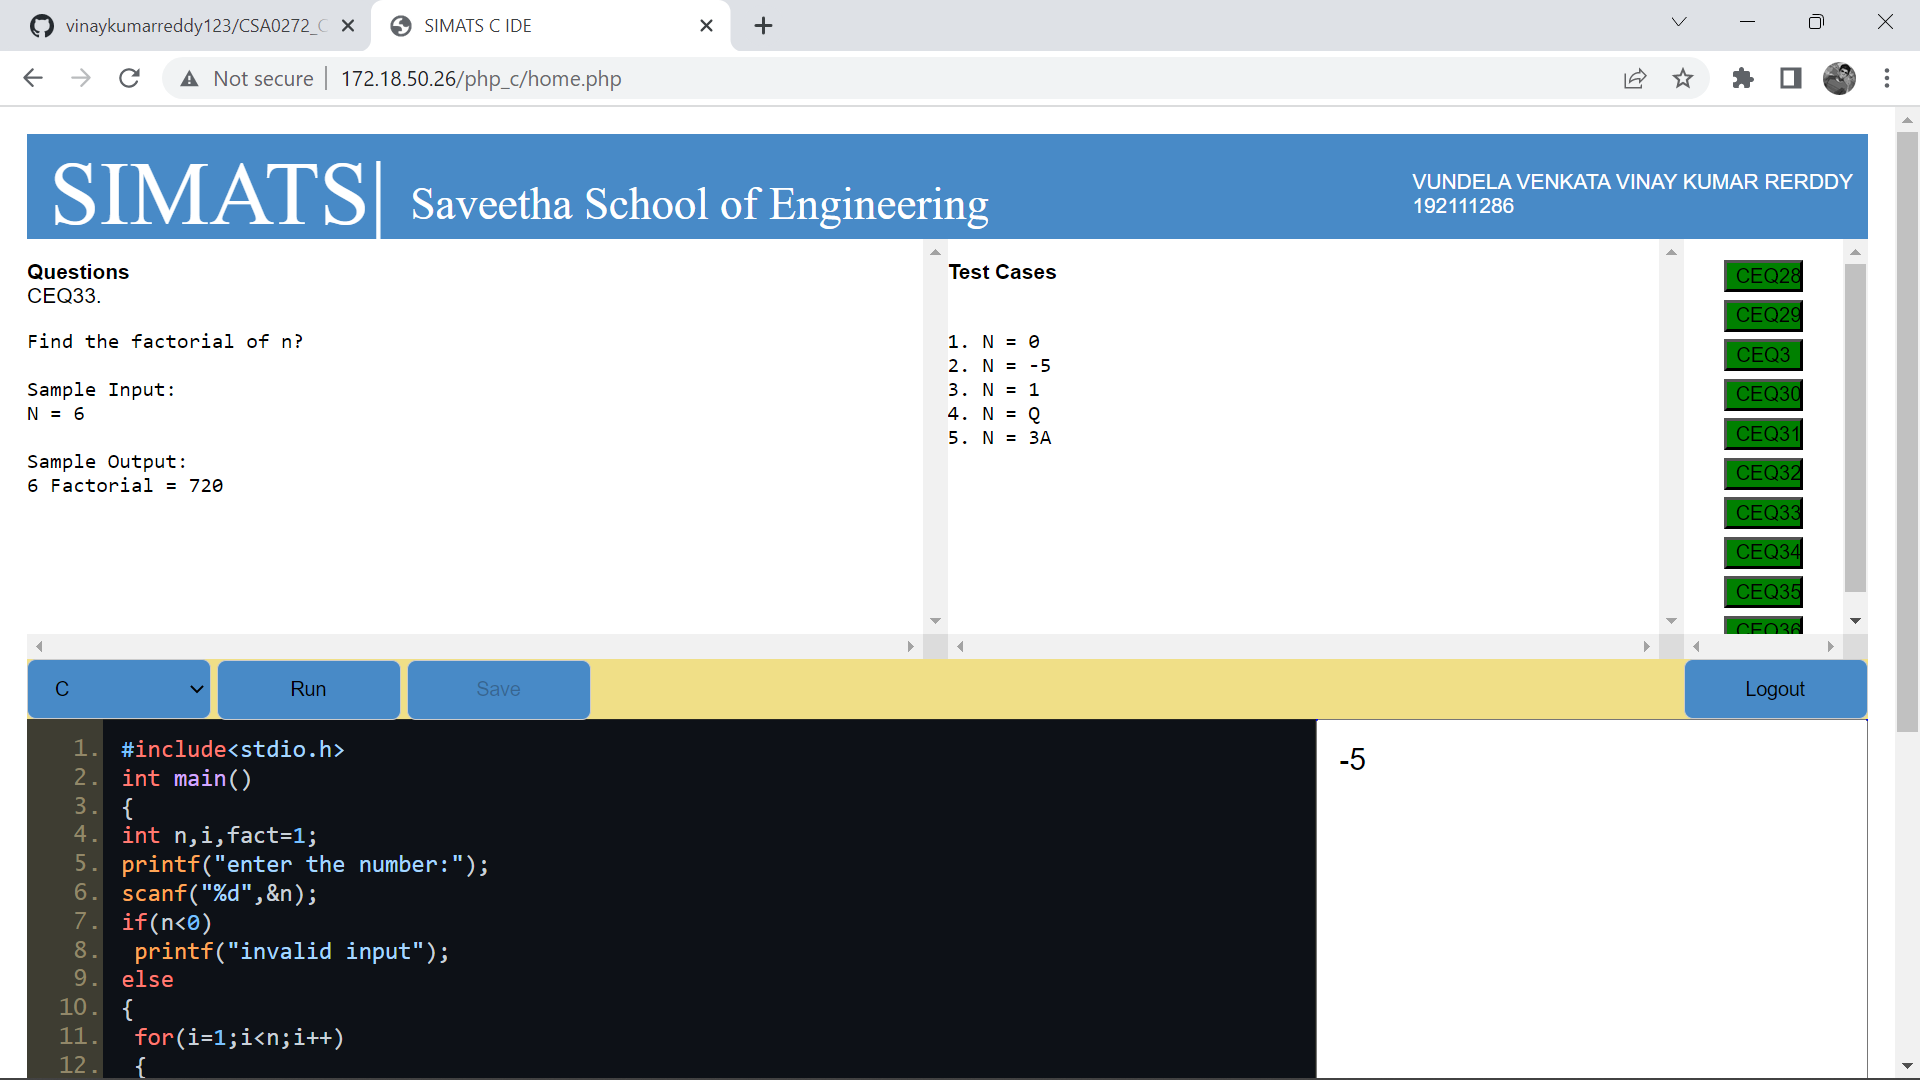 vinaykumarreddy123/CSA0272_C
SIMATS C IDE
Not secure
172.18.50.26/php_c/home.php
SIMATS|
Saveetha School of Engineering
VUNDELA VENKATA VINAY KUMAR RERDDY
192111286
Questions
CEQ33.
Find the factorial of n?
Sample Input:
N = 6
Sample Output:
6 Factorial = 720
Test Cases
1. N = 0
2. N = -5
3. N = 1
4. N = Q
5. N = 3A
CEQ28
CEQ29
CEQ3
CEQ30
CEQ31
CEQ32
CEQ33
CEQ34
CEQ35
CEQ36
C
Run
Save
Logout
1. #include<stdio.h>
2. int main()
3. {
4. int n,i,fact=1;
5. printf("enter the number:");
6. scanf("%d",&n);
7. if(n<0)
8.  printf("invalid input");
9. else
10. {
11.  for(i=1;i<n;i++)
12.  {
-5